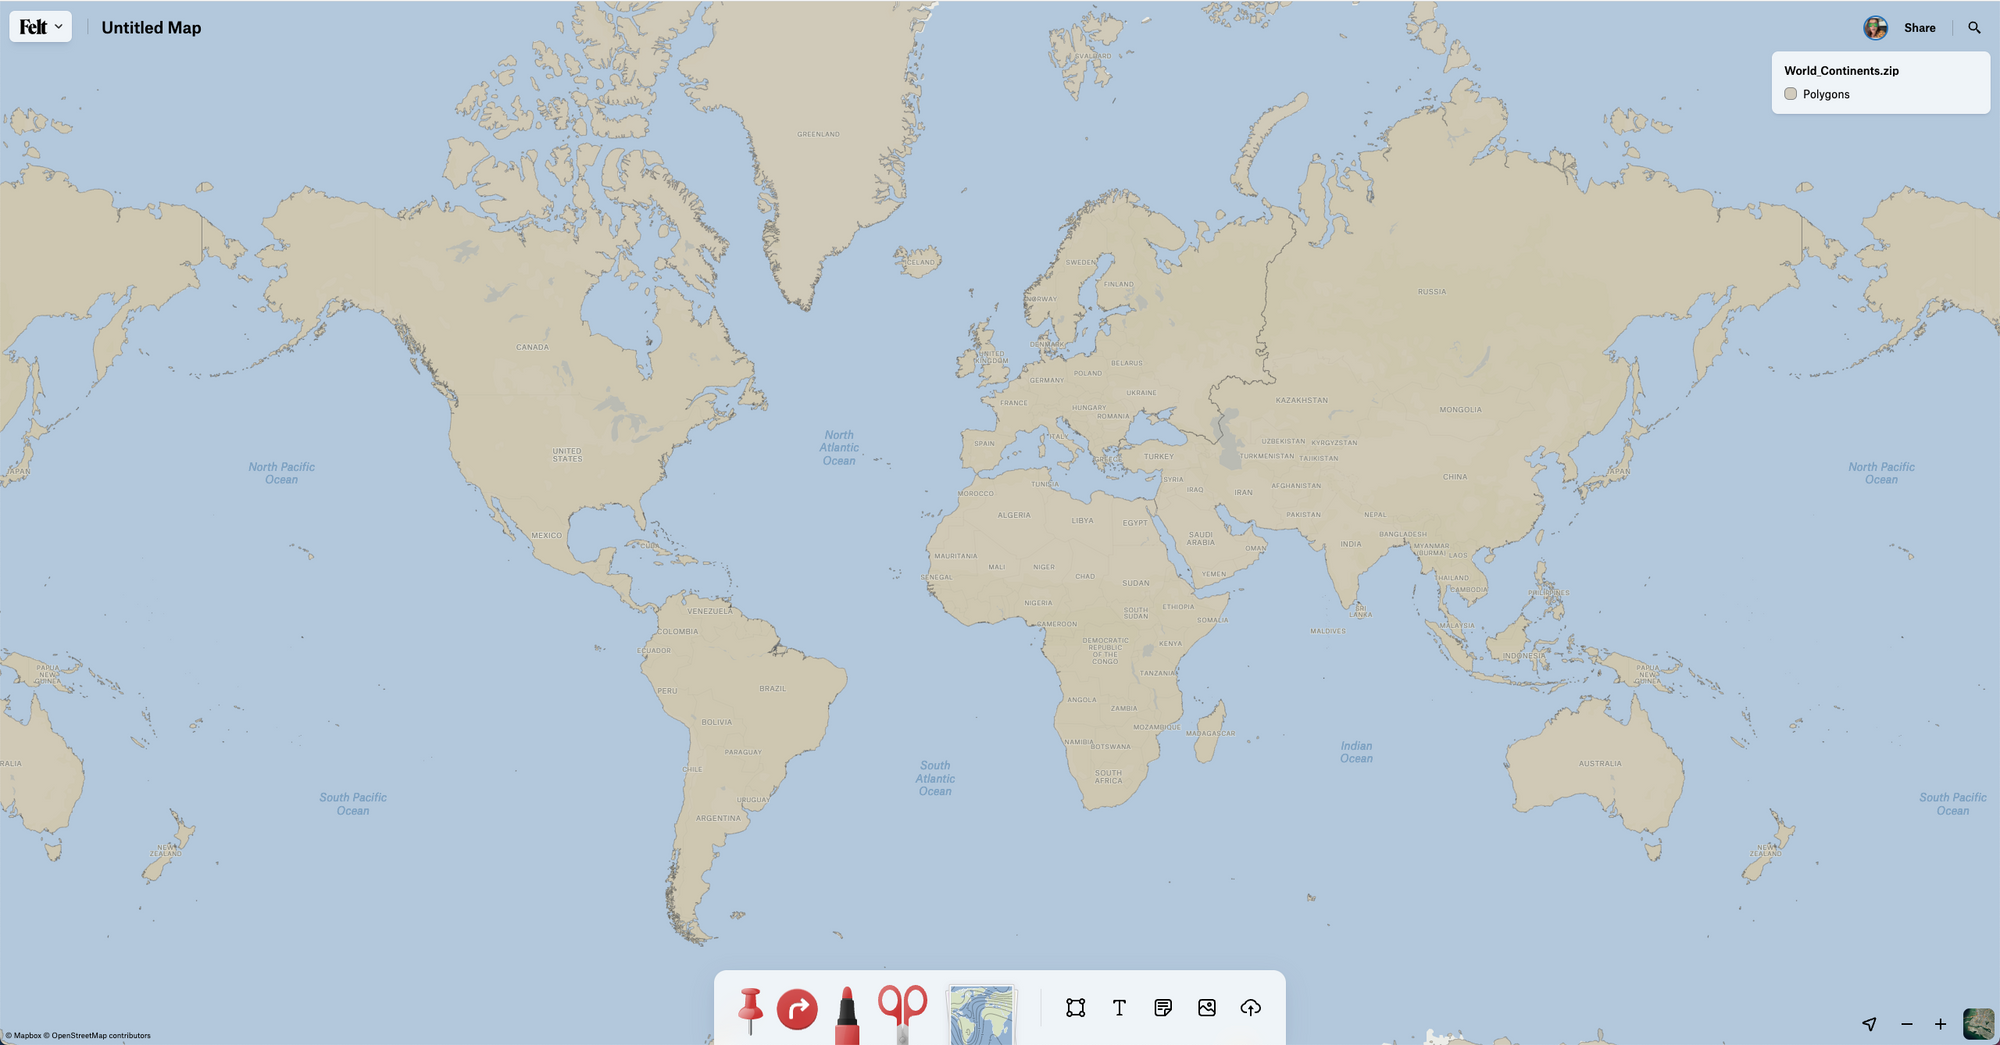 Felt
Untitled Map
Share
World_Continents.zip
Polygons
SVALBARD
GREENLAND
ICELAND
SWEDEN
FINLAND
NORWAY
RUSSIA
CANADA
DENMARK
UNITED
KINGDOM
BELARUS
POLAND
GERMANY
UKRAINE
FRANCE
HUNGARY
ROMANIA
KAZAKHSTAN
MONGOLIA
North
Atlantic
Ocean
SPAIN
ITALY
GREECE
TURKEY
UZBEKISTAN
KYRGYZSTAN
TURKMENISTAN
TAJIKISTAN
UNITED
STATES
North Pacific
Ocean
North Pacific
Ocean
APAN
JAPAN
CHINA
MOROCCO
TUNISIA
SYRIA
IRAQ
IRAN
AFGHANISTAN
ALGERIA
LIBYA
EGYPT
PAKISTAN
NEPAL
MEXICO
CUBA
SAUDI
ARABIA
OMAN
INDIA
BANGLADESH
MYANMAR
(BURMA)
LAOS
MAURITANIA
MALI
NIGER
CHAD
SUDAN
YEMEN
SENEGAL
THAILAND
CAMBODIA
PHILIPPINES
NIGERIA
SOUTH
SUDAN
ETHIOPIA
SOMALIA
SRI
LANKA
VENEZUELA
COLOMBIA
CAMEROON
MALDIVES
MALAYSIA
ECUADOR
DEMOCRATIC
REPUBLIC
OF THE
CONGO
KENYA
INDONESIA
PAPUA
NEW
GUINEA
PAPUA
NEW
GUINEA
TANZANIA
PERU
BRAZIL
ANGOLA
ZAMBIA
BOLIVIA
MOZAMBIQUE
MADAGASCAR
NAMIBIA
BOTSWANA
PARAGUAY
Indian
Ocean
RALIA
AUSTRALIA
CHILE
SOUTH
AFRICA
South
Atlantic
Ocean
South Pacific
Ocean
South Pacific
Ocean
URUGUAY
ARGENTINA
NEW
ZEALAND
NEW
ZEALAND
T
© Mapbox © OpenStreetMap contributors